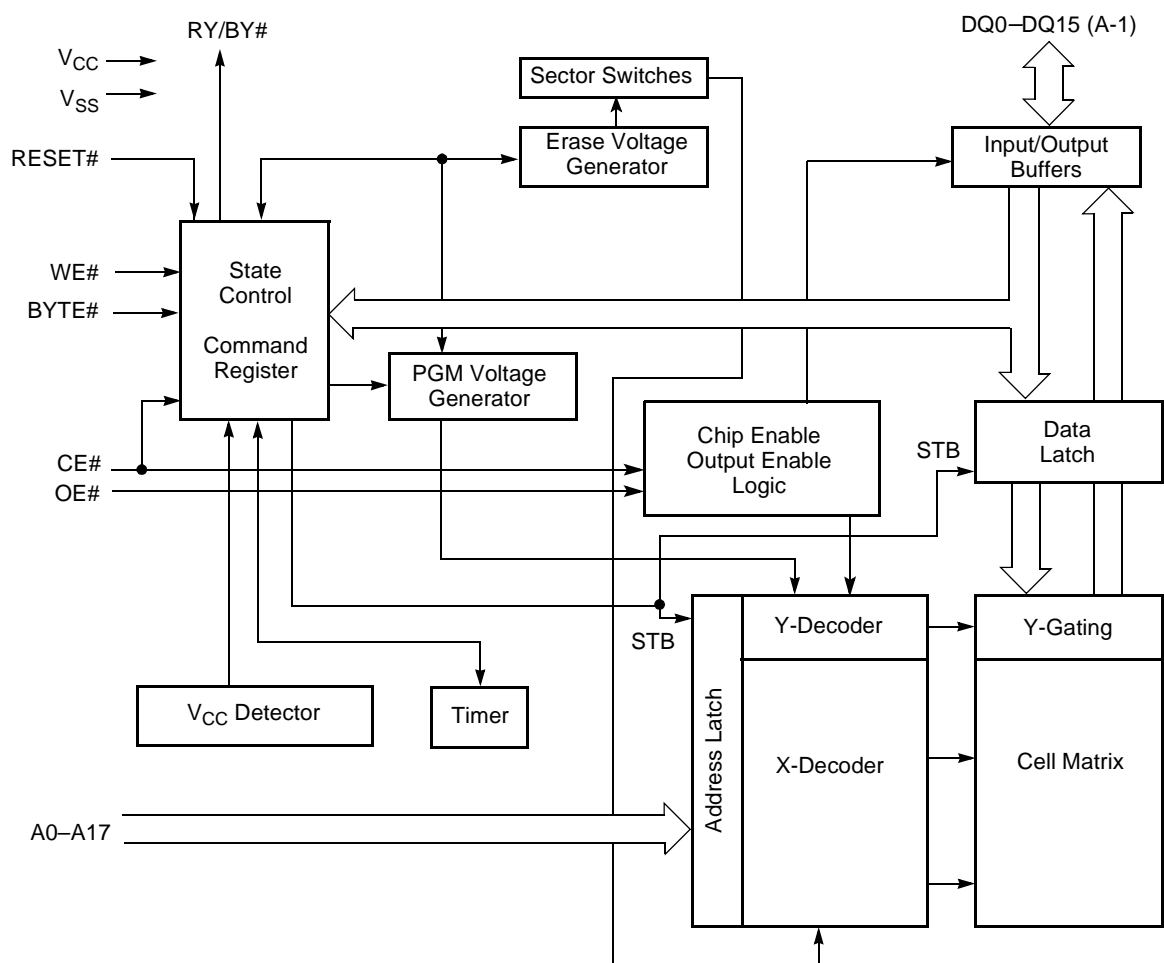 RY/BY#
DQ0–DQ15 (A-1)
VCC
VSS
Sector Switches
RESET#
Erase Voltage
Generator
Input/Output
Buffers
WE#
BYTE#
State
Control
Command
Register
PGM Voltage
Generator
CE#
OE#
Chip Enable
Output Enable
Logic
STB
Data
Latch
STB
Y-Decoder
Y-Gating
VCC Detector
Timer
Address Latch
X-Decoder
Cell Matrix
A0–A17